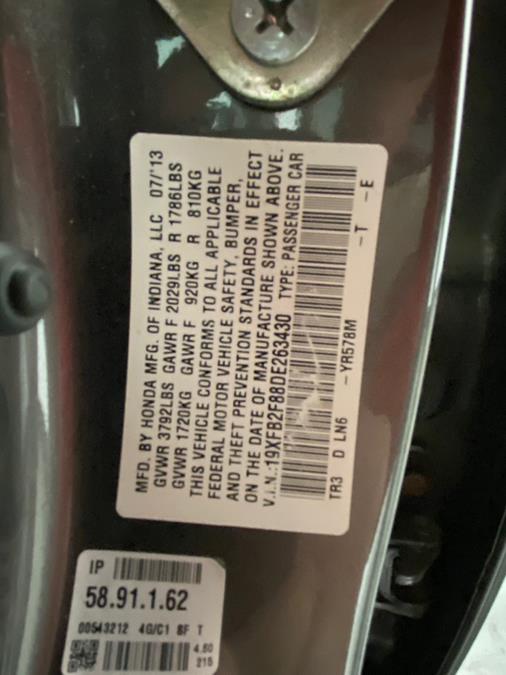 MFD. BY HONDA MFG. OF INDIANA, LLC 07/'13
GVWR 3792LBS GAWR F 2029LBS R 1786LBS
GVWR 1720KG GAWR F 920KG R 810KG
THIS VEHICLE CONFORMS TO ALL APPLICABLE
FEDERAL MOTOR VEHICLE SAFETY, BUMPER,
AND THEFT PREVENTION STANDARDS IN EFFECT
ON THE DATE OF MANUFACTURE SHOWN ABOVE.
V.I.N.:19XFB2F88DE263430 TYPE: PASSENGER CAR
TR3 D LN6 -YR578M -T -E
IP
58.91.1.62
00543212 4G/C1 8F T
4.60
215